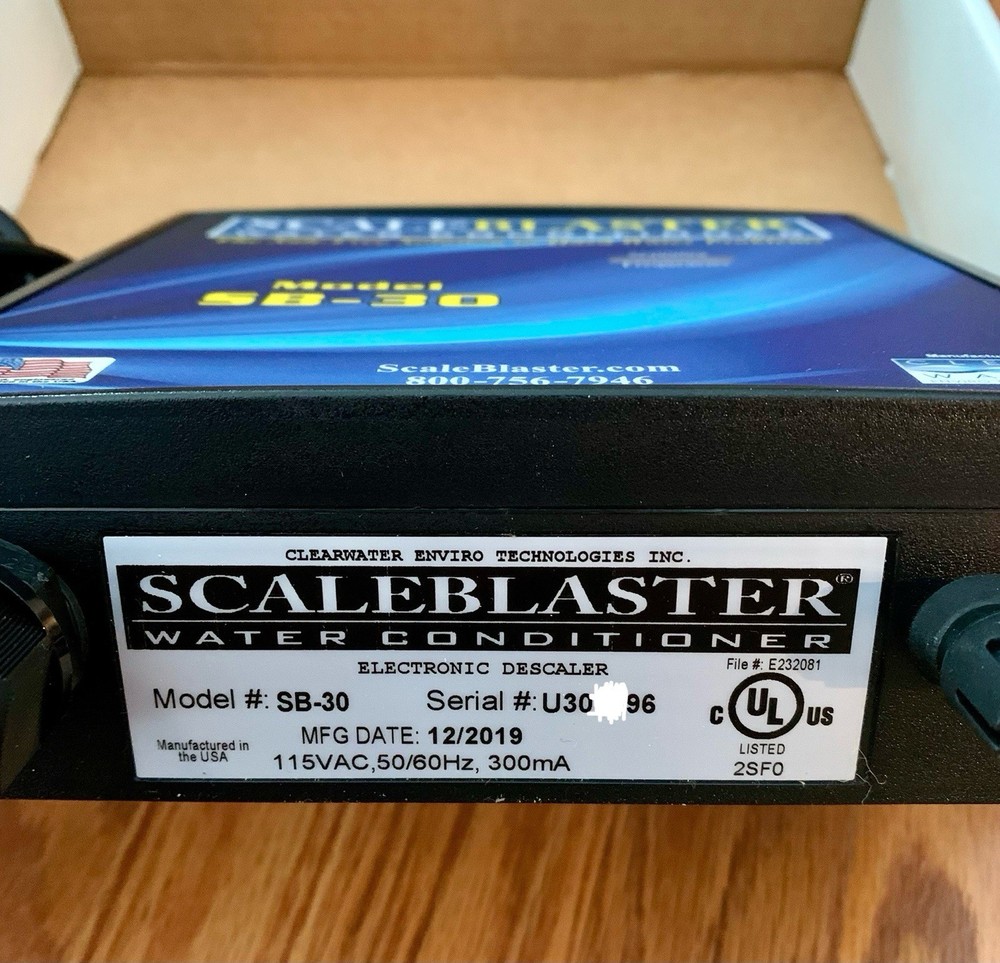 SCALEBLASTER
Model
SB-30
ScaleBlaster.com
800-756-7946
CLEARWATER ENVIRO TECHNOLOGIES INC.
SCALEBLASTER®
WATER CONDITIONER
ELECTRONIC DESCALER
File #: E232081
Model #: SB-30 Serial #: U30 96
C UL US
MFG DATE: 12/2019
Manufactured in
the USA
115VAC,50/60Hz, 300mA
LISTED
2SF0